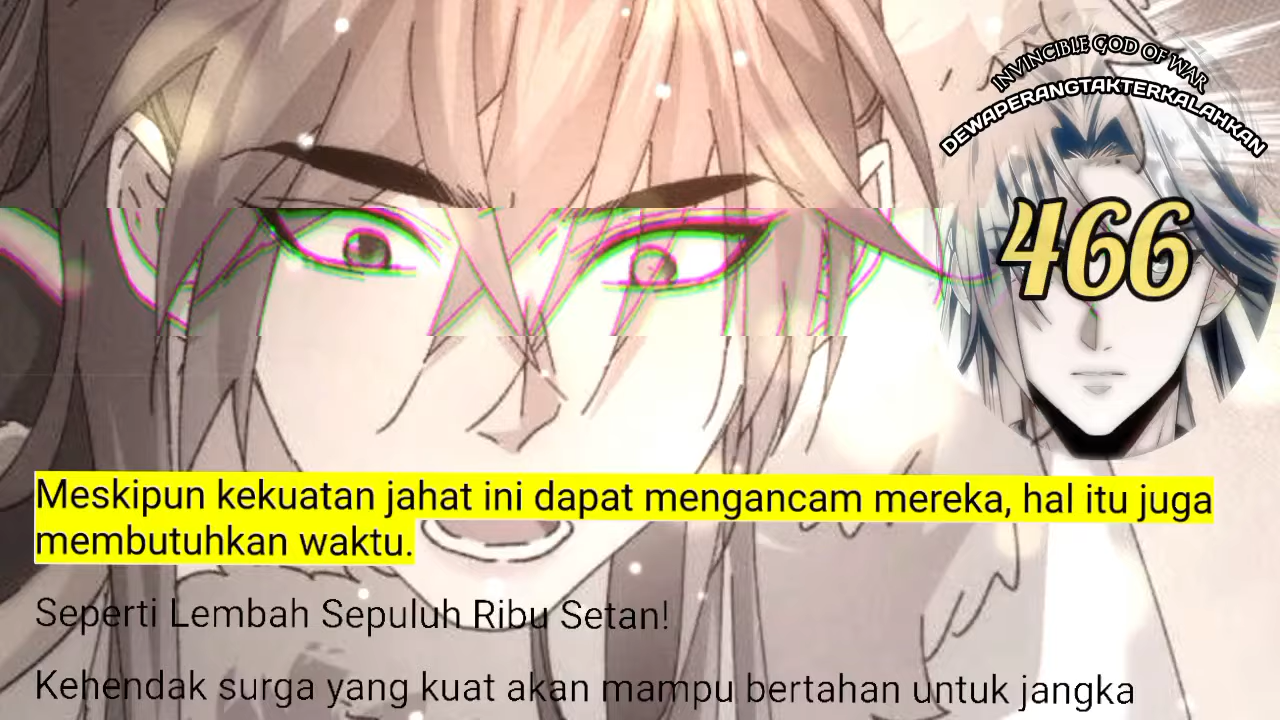 INVINCIBLE GOD OF WAR
DEWAPERANGTAKTERKALAHKAN
466
Meskipun kekuatan jahat ini dapat mengancam mereka, hal itu juga
membutuhkan waktu.
Seperti Lembah Sepuluh Ribu Setan!
Kehendak surga yang kuat akan mampu bertahan untuk jangka